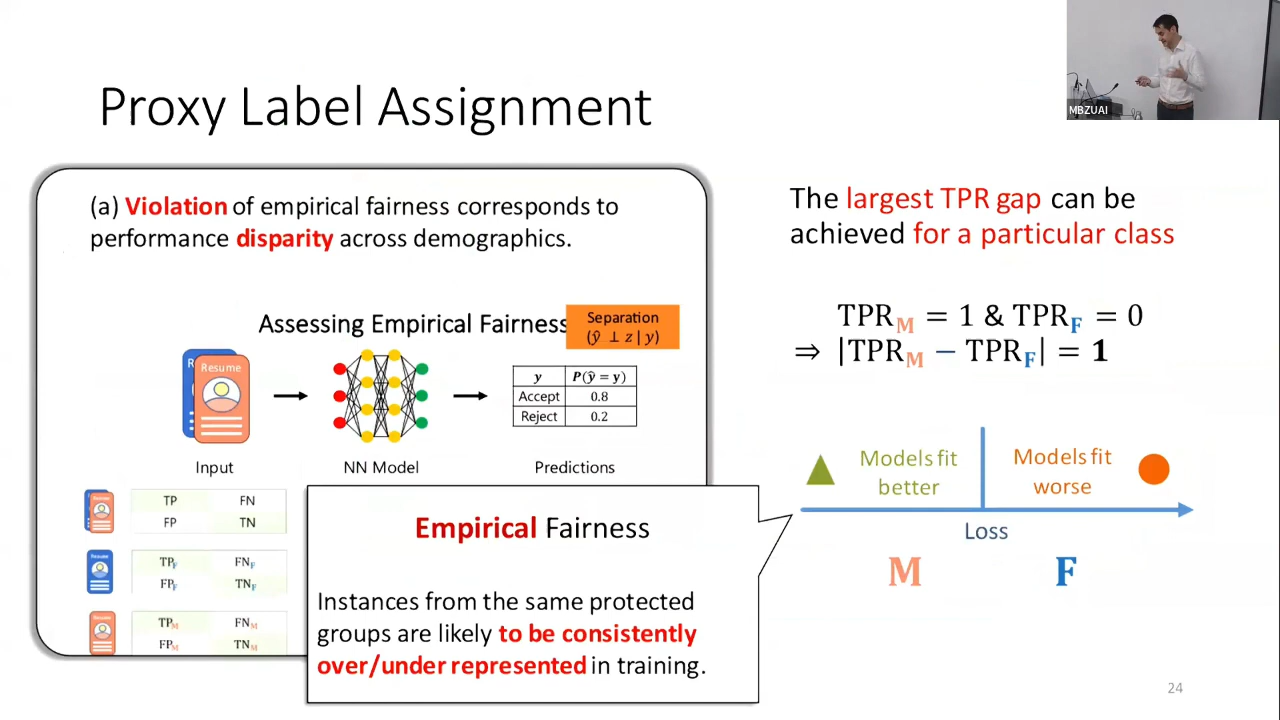 MBZUAI
Proxy Label Assignment
(a) Violation of empirical fairness corresponds to
performance disparity across demographics.
Assessing Empirical Fairness
Separation
(ŷ ⊥ z | y)
Resume
y P(ŷ = y)
Accept 0.8
Reject 0.2
Input
NN Model
Predictions
Resume
TP FN
FP TN
Resume
TP_F FN_F
FP_F TN_F
Resume
TP_M FN_M
FP_M TN_M
Empirical Fairness
Instances from the same protected
groups are likely to be consistently
over/under represented in training.
The largest TPR gap can be
achieved for a particular class
TPR_M = 1 & TPR_F = 0
⇒ |TPR_M − TPR_F| = 1
Models fit
better
Models fit
worse
Loss
M F
24